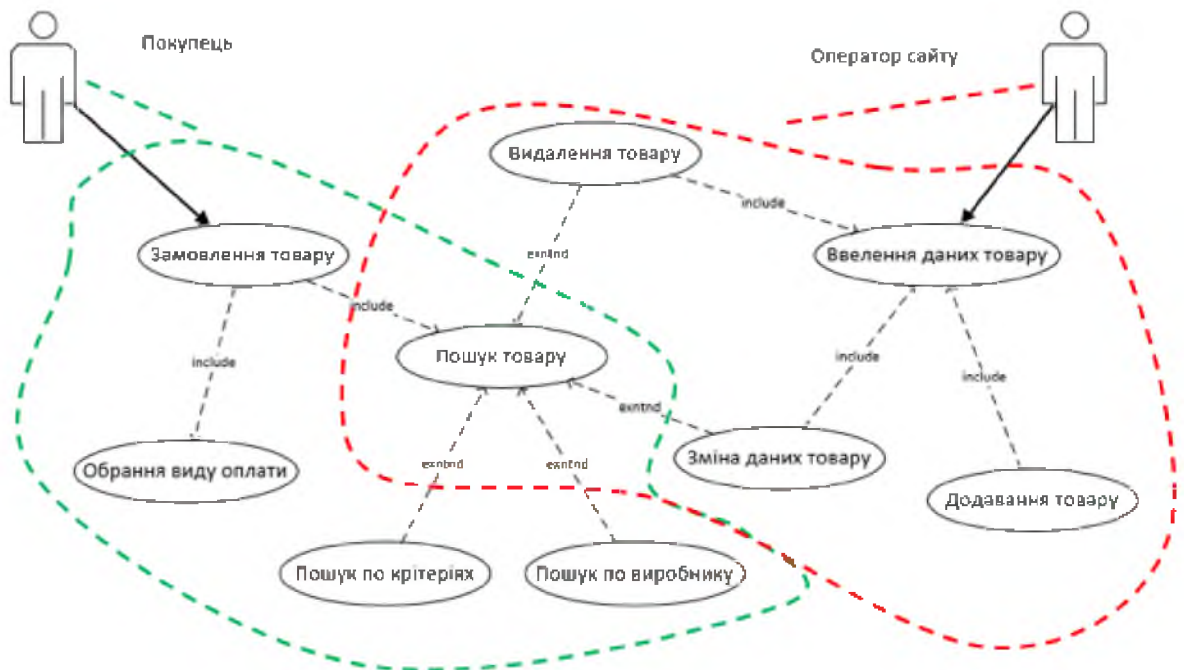 Покупець
Оператор сайту
Видалення товару
include
Замовлення товару
exntnd
Ввелення даних товару
include
Пошук товару
include
include
include
exntnd
Обрання виду оплати
exntnd
exntnd
Зміна даних товару
Додавання товару
Пошук по крітеріях
Пошук по виробнику